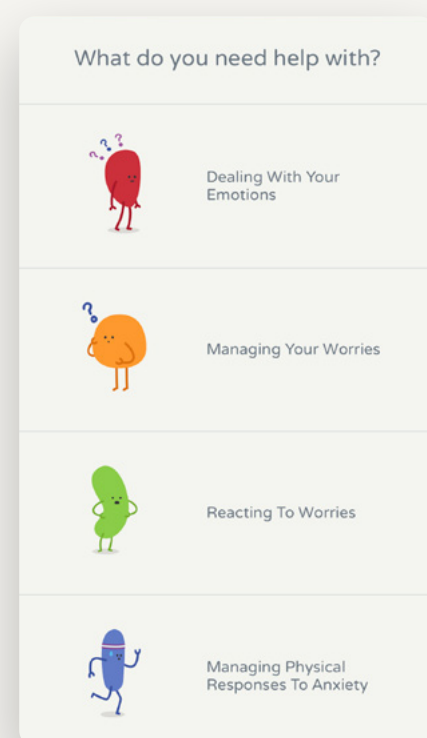 What do you need help with?
? ? ?
Dealing With Your
Emotions
?
Managing Your Worries
Reacting To Worries
Managing Physical
Responses To Anxiety